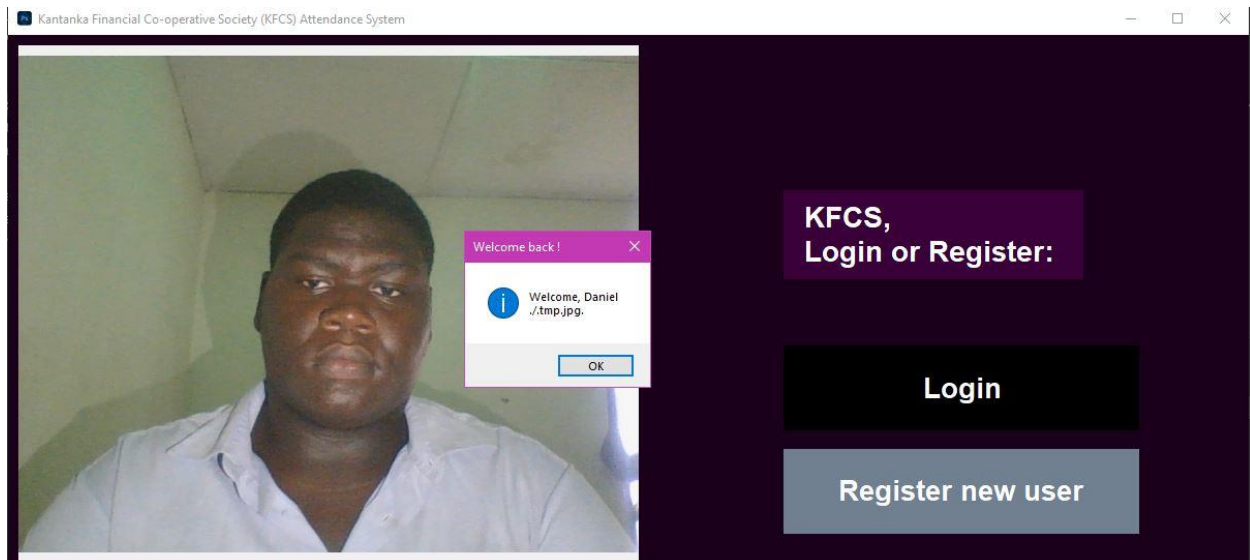 Kantanka Financial Co-operative Society (KFCS) Attendance System
KFCS,
Login or Register:
Welcome back !
Welcome, Daniel
./.tmp.jpg.
OK
Login
Register new user